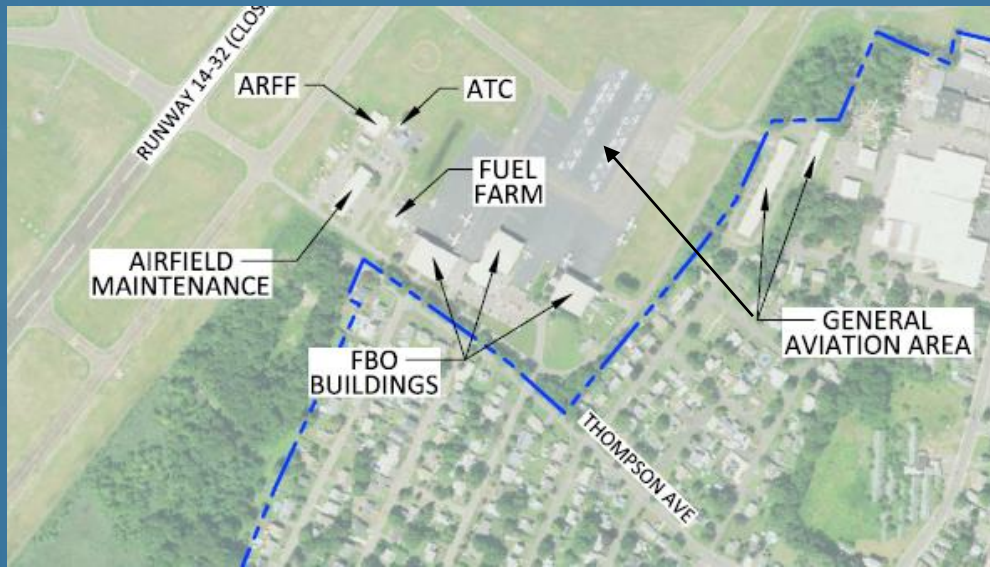 RUNWAY 14-32 (CLOS
ARFF
ATC
FUEL
FARM
AIRFIELD
MAINTENANCE
FBO
BUILDINGS
GENERAL
AVIATION AREA
THOMPSON AVE